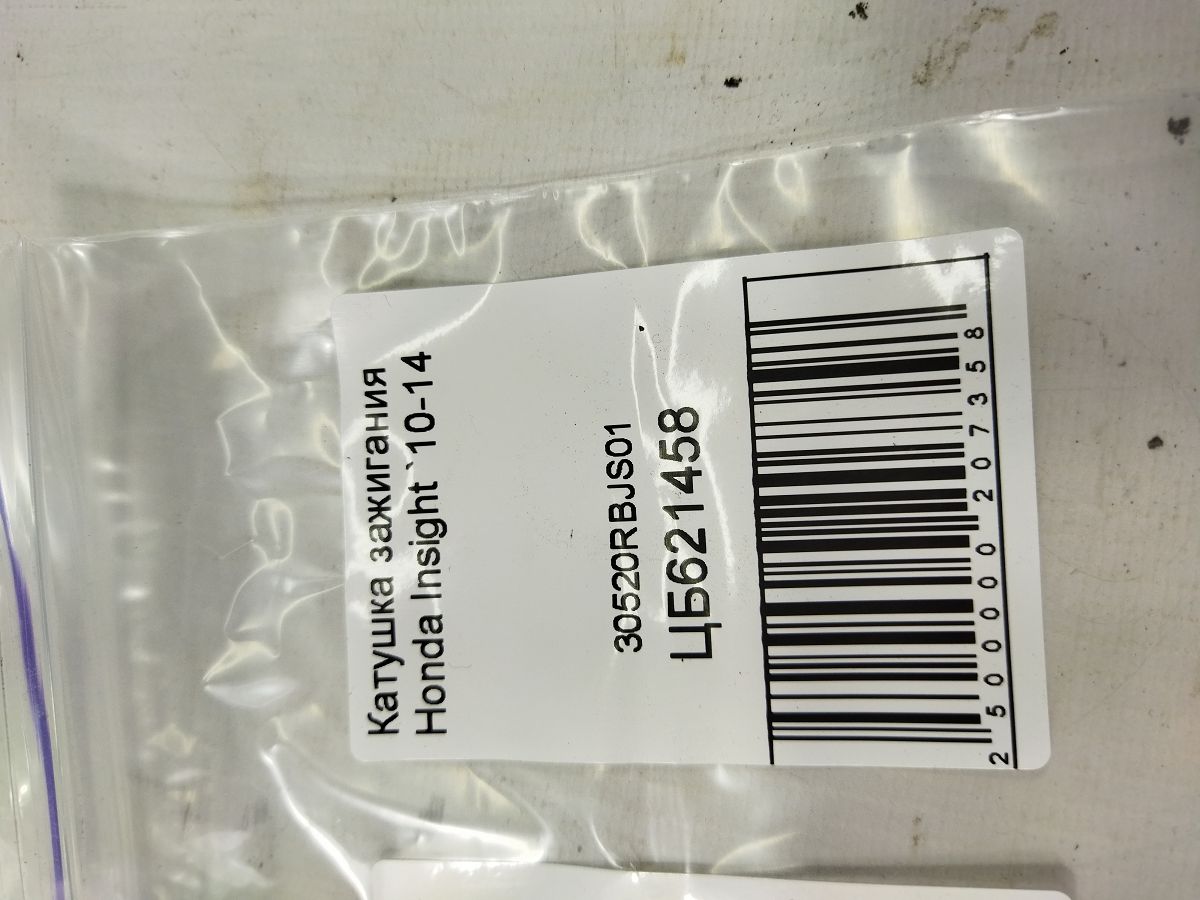 Катушка зажигания
Honda Insight `10-14
30520RBJS01
ЦБ621458
2500000207358